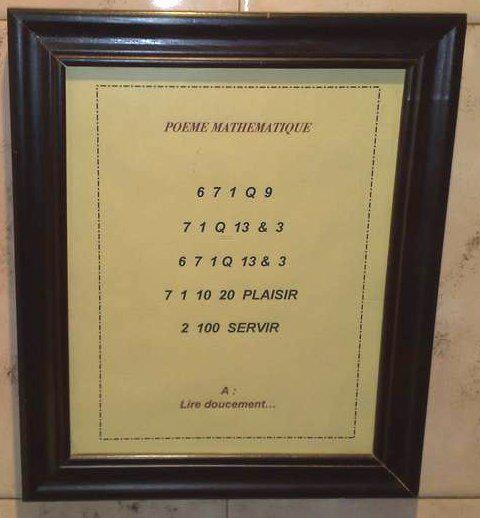 POEME MATHEMATIQUE
6 7 1 Q 9
7 1 Q 13 & 3
6 7 1 Q 13 & 3
7 1 10 20 PLAISIR
2 100 SERVIR
A :
Lire doucement...